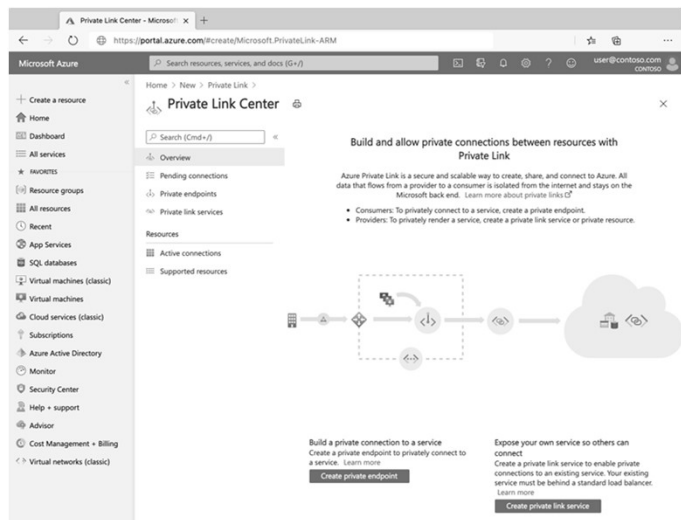 Private Link Center - Microsoft
https://portal.azure.com/#create/Microsoft.PrivateLink-ARM
Microsoft Azure
Search resources, services, and docs (G+/)
user@contoso.com
CONTOSO
Home > New > Private Link >
Private Link Center
Create a resource
Home
Dashboard
All services
FAVORITES
Resource groups
All resources
Recent
App Services
SQL databases
Virtual machines (classic)
Virtual machines
Cloud services (classic)
Subscriptions
Azure Active Directory
Monitor
Security Center
Help + support
Advisor
Cost Management + Billing
Virtual networks (classic)
Search (Cmd+/)
Overview
Pending connections
Private endpoints
Private link services
Resources
Active connections
Supported resources
Build and allow private connections between resources with
Private Link
Azure Private Link is a secure and scalable way to create, share, and connect to Azure. All
data that flows from a provider to a consumer is isolated from the internet and stays on the
Microsoft back end. Learn more about private links
• Consumers: To privately connect to a service, create a private endpoint.
• Providers: To privately render a service, create a private link service or private resource.
Build a private connection to a service
Create a private endpoint to privately connect to
a service. Learn more
Create private endpoint
Expose your own service so others can
connect
Create a private link service to enable private
connections to an existing service. Your existing
service must be behind a standard load balancer.
Learn more
Create private link service